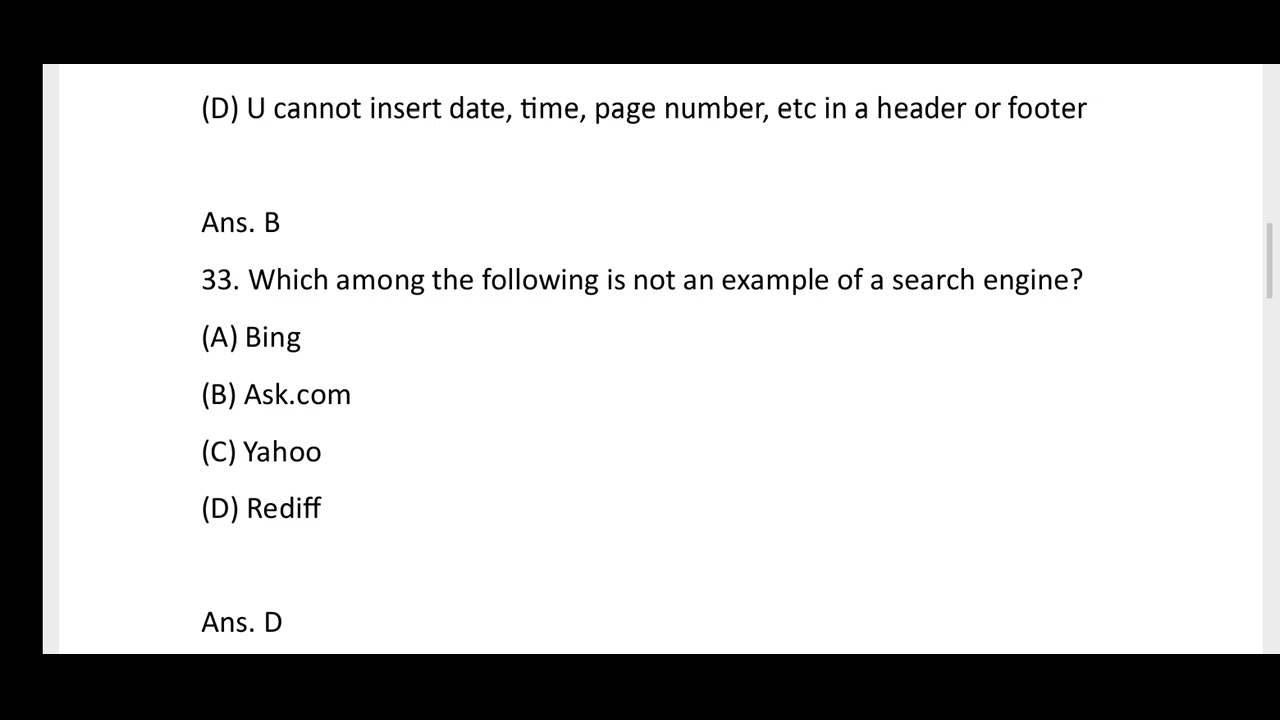 (D) U cannot insert date, time, page number, etc in a header or footer
Ans. B
33. Which among the following is not an example of a search engine?
(A) Bing
(B) Ask.com
(C) Yahoo
(D) Rediff
Ans. D